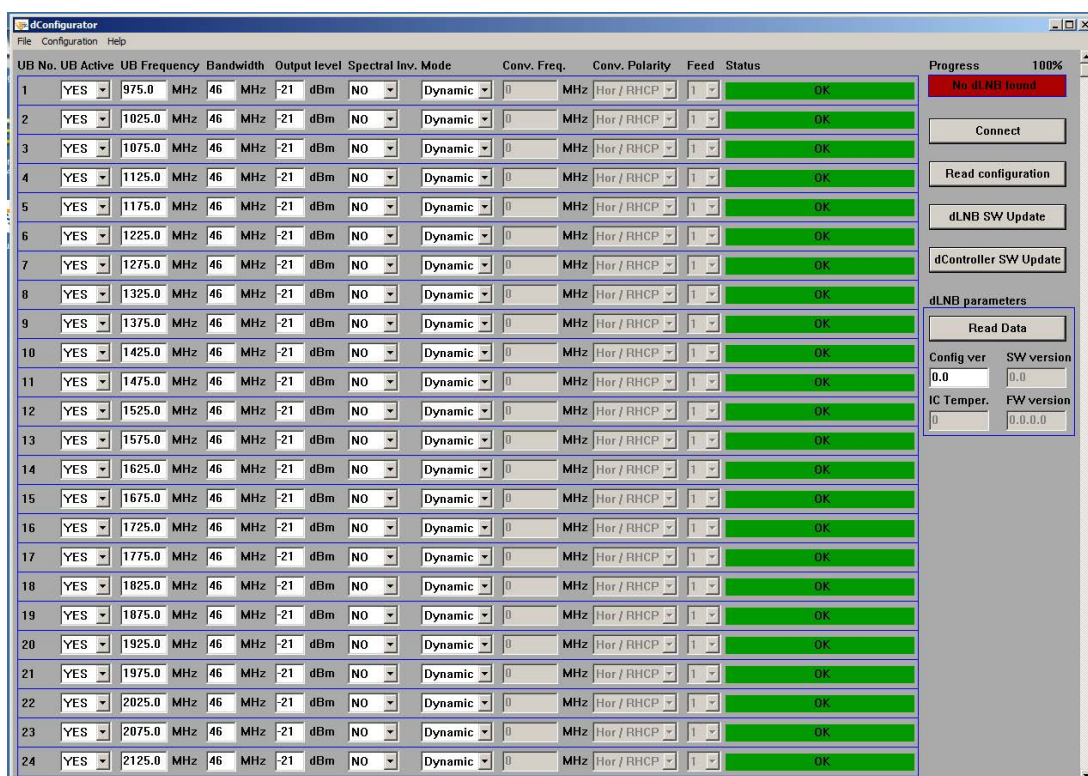 dConfigurator
File Configuration Help
UB No. UB Active UB Frequency Bandwidth Output level Spectral Inv. Mode Conv. Freq. Conv. Polarity Feed Status Progress 100%
1 YES 975.0 MHz 46 MHz -21 dBm NO Dynamic 0 MHz Hor / RHCP 1 OK No dLNB found
2 YES 1025.0 MHz 46 MHz -21 dBm NO Dynamic 0 MHz Hor / RHCP 1 OK Connect
3 YES 1075.0 MHz 46 MHz -21 dBm NO Dynamic 0 MHz Hor / RHCP 1 OK
4 YES 1125.0 MHz 46 MHz -21 dBm NO Dynamic 0 MHz Hor / RHCP 1 OK Read configuration
5 YES 1175.0 MHz 46 MHz -21 dBm NO Dynamic 0 MHz Hor / RHCP 1 OK dLNB SW Update
6 YES 1225.0 MHz 46 MHz -21 dBm NO Dynamic 0 MHz Hor / RHCP 1 OK
7 YES 1275.0 MHz 46 MHz -21 dBm NO Dynamic 0 MHz Hor / RHCP 1 OK dController SW Update
8 YES 1325.0 MHz 46 MHz -21 dBm NO Dynamic 0 MHz Hor / RHCP 1 OK dLNB parameters
9 YES 1375.0 MHz 46 MHz -21 dBm NO Dynamic 0 MHz Hor / RHCP 1 OK Read Data
10 YES 1425.0 MHz 46 MHz -21 dBm NO Dynamic 0 MHz Hor / RHCP 1 OK Config ver SW version
11 YES 1475.0 MHz 46 MHz -21 dBm NO Dynamic 0 MHz Hor / RHCP 1 OK 0.0 0.0
12 YES 1525.0 MHz 46 MHz -21 dBm NO Dynamic 0 MHz Hor / RHCP 1 OK IC Temper. FW version
0 0.0.0.0
13 YES 1575.0 MHz 46 MHz -21 dBm NO Dynamic 0 MHz Hor / RHCP 1 OK
14 YES 1625.0 MHz 46 MHz -21 dBm NO Dynamic 0 MHz Hor / RHCP 1 OK
15 YES 1675.0 MHz 46 MHz -21 dBm NO Dynamic 0 MHz Hor / RHCP 1 OK
16 YES 1725.0 MHz 46 MHz -21 dBm NO Dynamic 0 MHz Hor / RHCP 1 OK
17 YES 1775.0 MHz 46 MHz -21 dBm NO Dynamic 0 MHz Hor / RHCP 1 OK
18 YES 1825.0 MHz 46 MHz -21 dBm NO Dynamic 0 MHz Hor / RHCP 1 OK
19 YES 1875.0 MHz 46 MHz -21 dBm NO Dynamic 0 MHz Hor / RHCP 1 OK
20 YES 1925.0 MHz 46 MHz -21 dBm NO Dynamic 0 MHz Hor / RHCP 1 OK
21 YES 1975.0 MHz 46 MHz -21 dBm NO Dynamic 0 MHz Hor / RHCP 1 OK
22 YES 2025.0 MHz 46 MHz -21 dBm NO Dynamic 0 MHz Hor / RHCP 1 OK
23 YES 2075.0 MHz 46 MHz -21 dBm NO Dynamic 0 MHz Hor / RHCP 1 OK
24 YES 2125.0 MHz 46 MHz -21 dBm NO Dynamic 0 MHz Hor / RHCP 1 OK